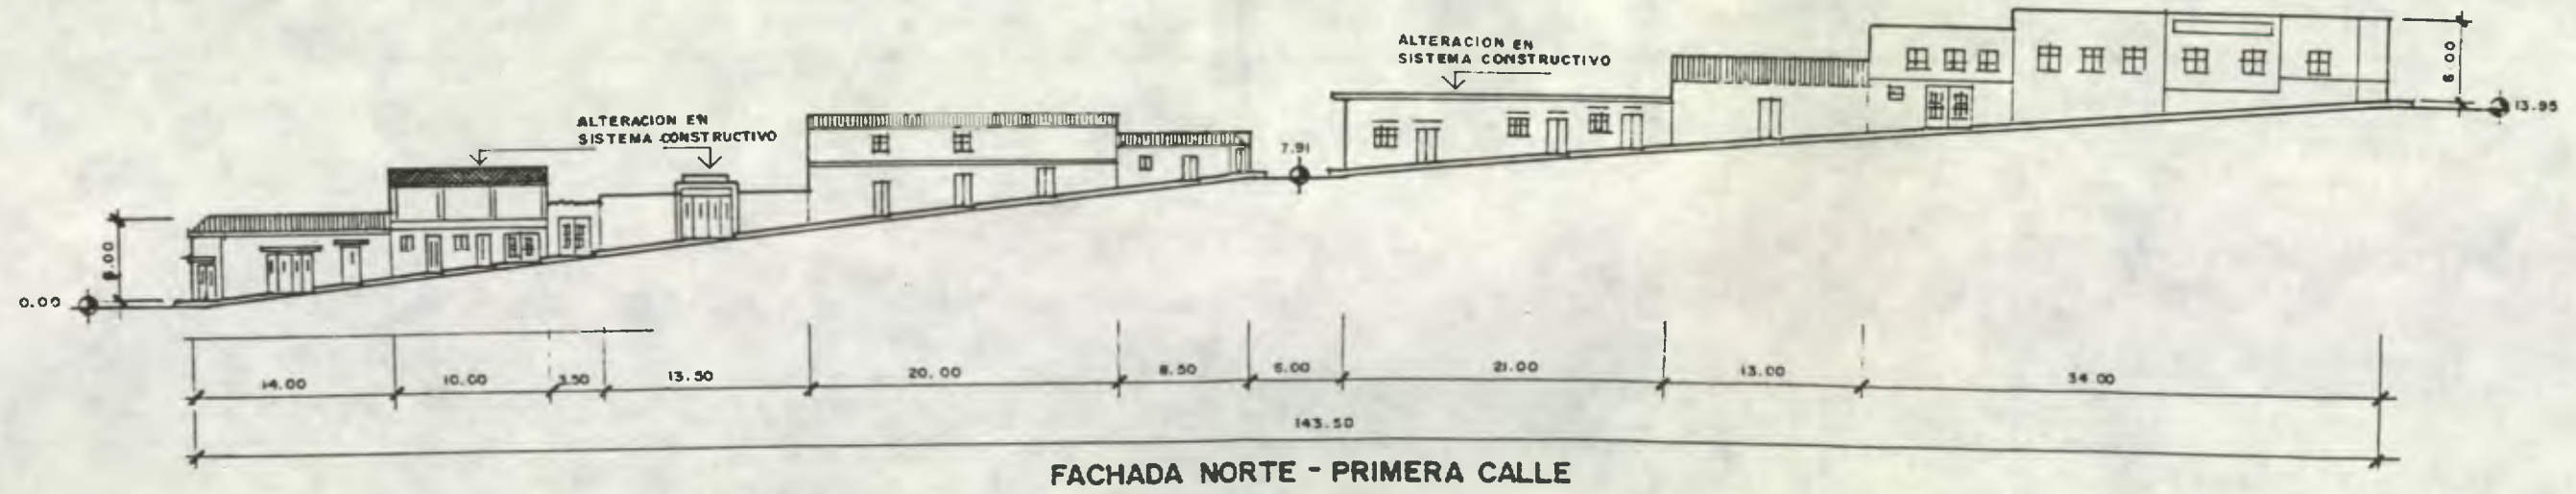 ALTERACION EN
SISTEMA CONSTRUCTIVO
ALTERACION EN
SISTEMA CONSTRUCTIVO
6.00
13.95
7.91
6.00
0.00
14.00 10.00 3.50 13.50 20.00 8.50 6.00 21.00 13.00 34.00
143.50
FACHADA NORTE - PRIMERA CALLE